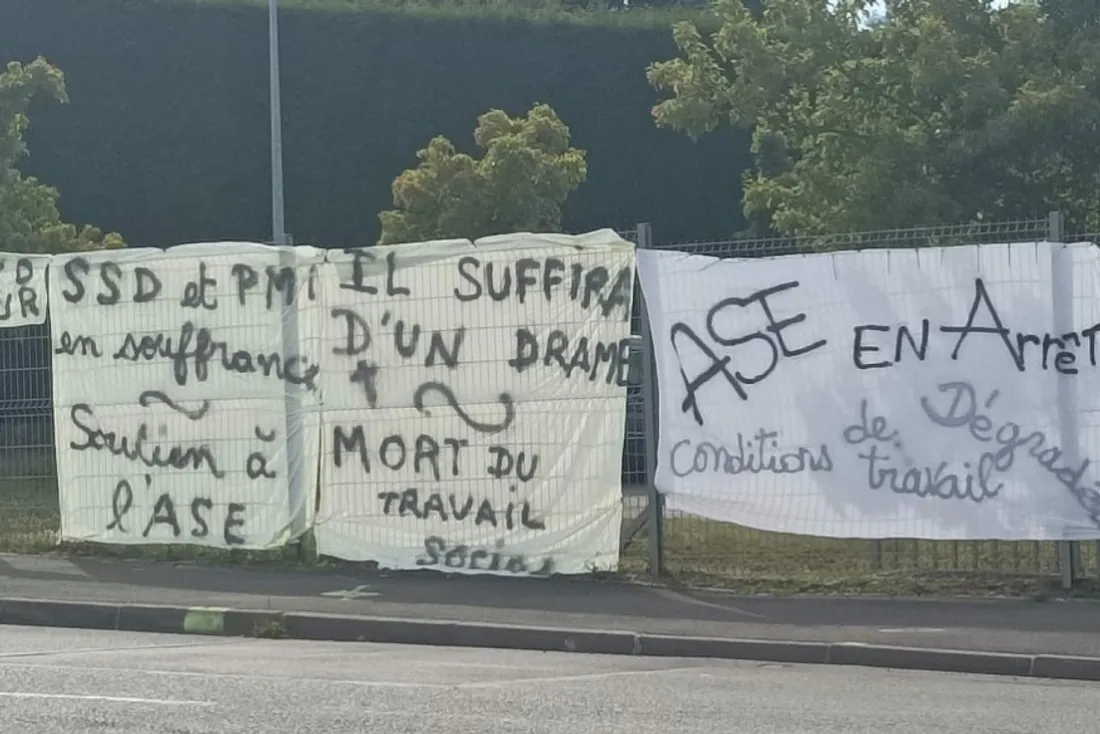 SSD et PMI
en souffrance
~
Soutien à
l'ASE
IL SUFFIRA
D'UN DRAME
✝ ~
MORT DU
TRAVAIL
Social
ASE EN Arrêt
Conditions de travail
Dégradé